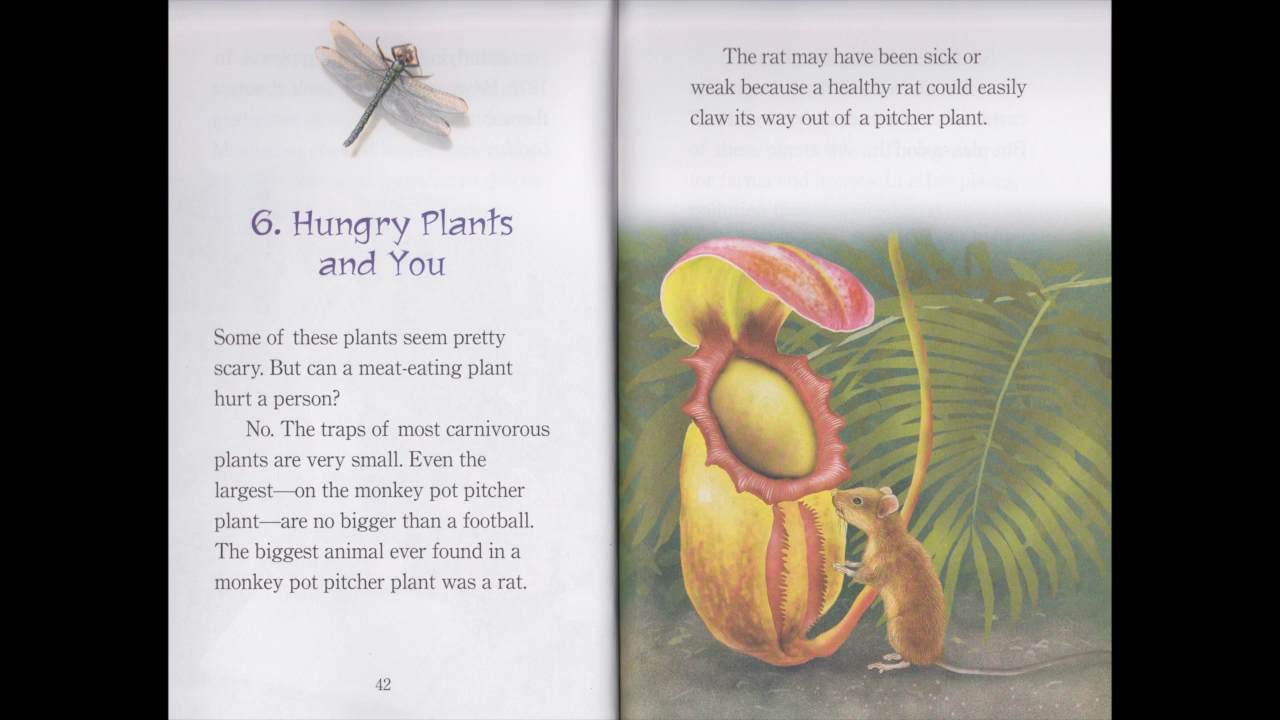 6. Hungry Plants
and You
Some of these plants seem pretty
scary. But can a meat-eating plant
hurt a person?
No. The traps of most carnivorous
plants are very small. Even the
largest—on the monkey pot pitcher
plant—are no bigger than a football.
The biggest animal ever found in a
monkey pot pitcher plant was a rat.
42
The rat may have been sick or
weak because a healthy rat could easily
claw its way out of a pitcher plant.